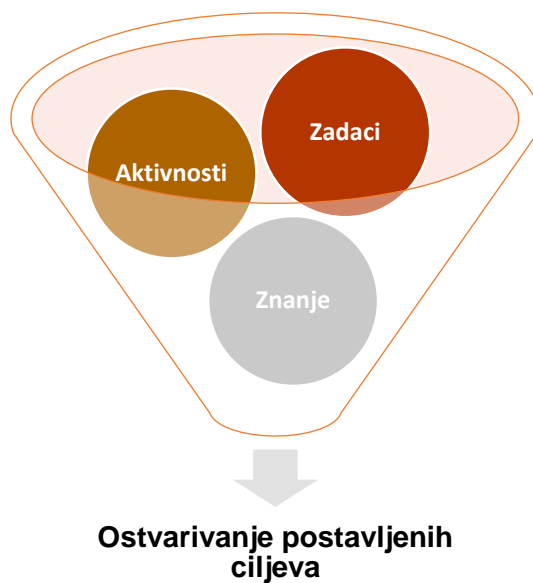 Zadaci
Aktivnosti
Znanje
Ostvarivanje postavljenih
ciljeva